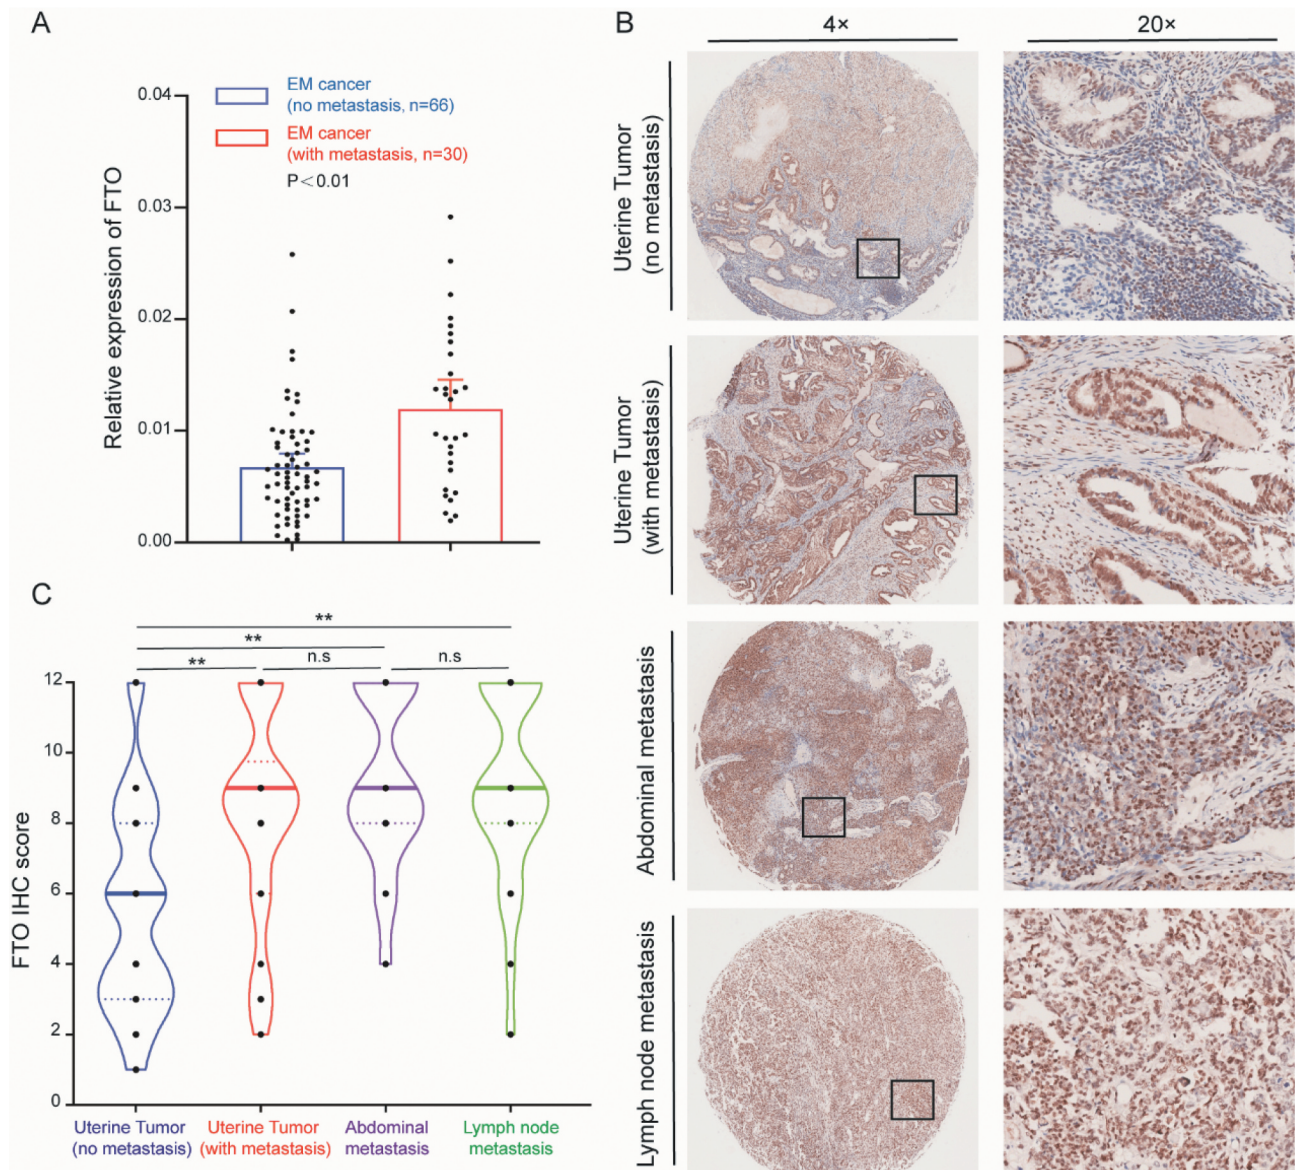 A
Relative expression of FTO
0.04
0.03
0.02
0.01
0.00
EM cancer
(no metastasis, n=66)
EM cancer
(with metastasis, n=30)
P<0.01
B
4×
20×
Uterine Tumor
(no metastasis)
Uterine Tumor
(with metastasis)
Abdominal metastasis
Lymph node metastasis
C
FTO IHC score
12
10
8
6
4
2
0
**
**
**
n.s
n.s
Uterine Tumor
(no metastasis)
Uterine Tumor
(with metastasis)
Abdominal
metastasis
Lymph node
metastasis